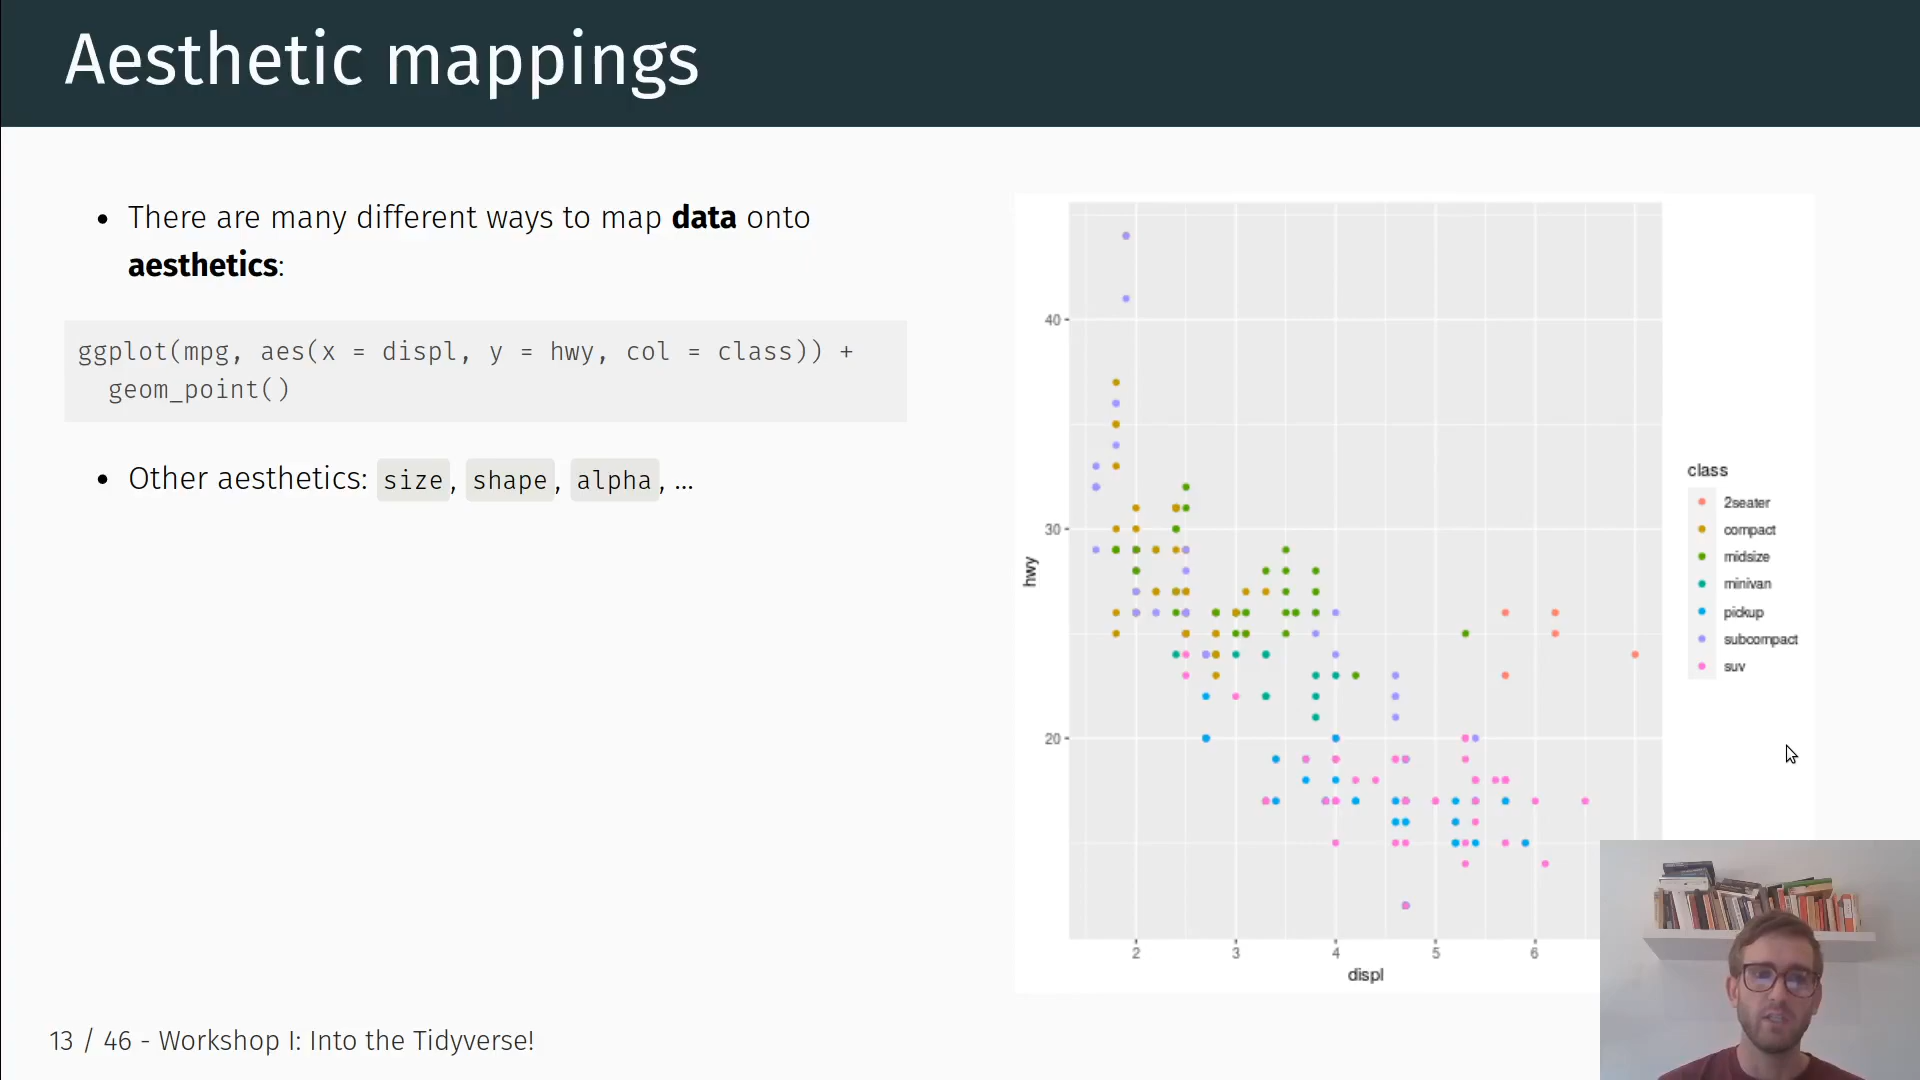 Aesthetic mappings
• There are many different ways to map data onto
aesthetics:
ggplot(mpg, aes(x = displ, y = hwy, col = class)) +
geom_point()
• Other aesthetics: size, shape, alpha, ...
40
30
20
hwy
2 3 4 5 6
displ
class
2seater
compact
midsize
minivan
pickup
subcompact
suv
13 / 46 - Workshop I: Into the Tidyverse!